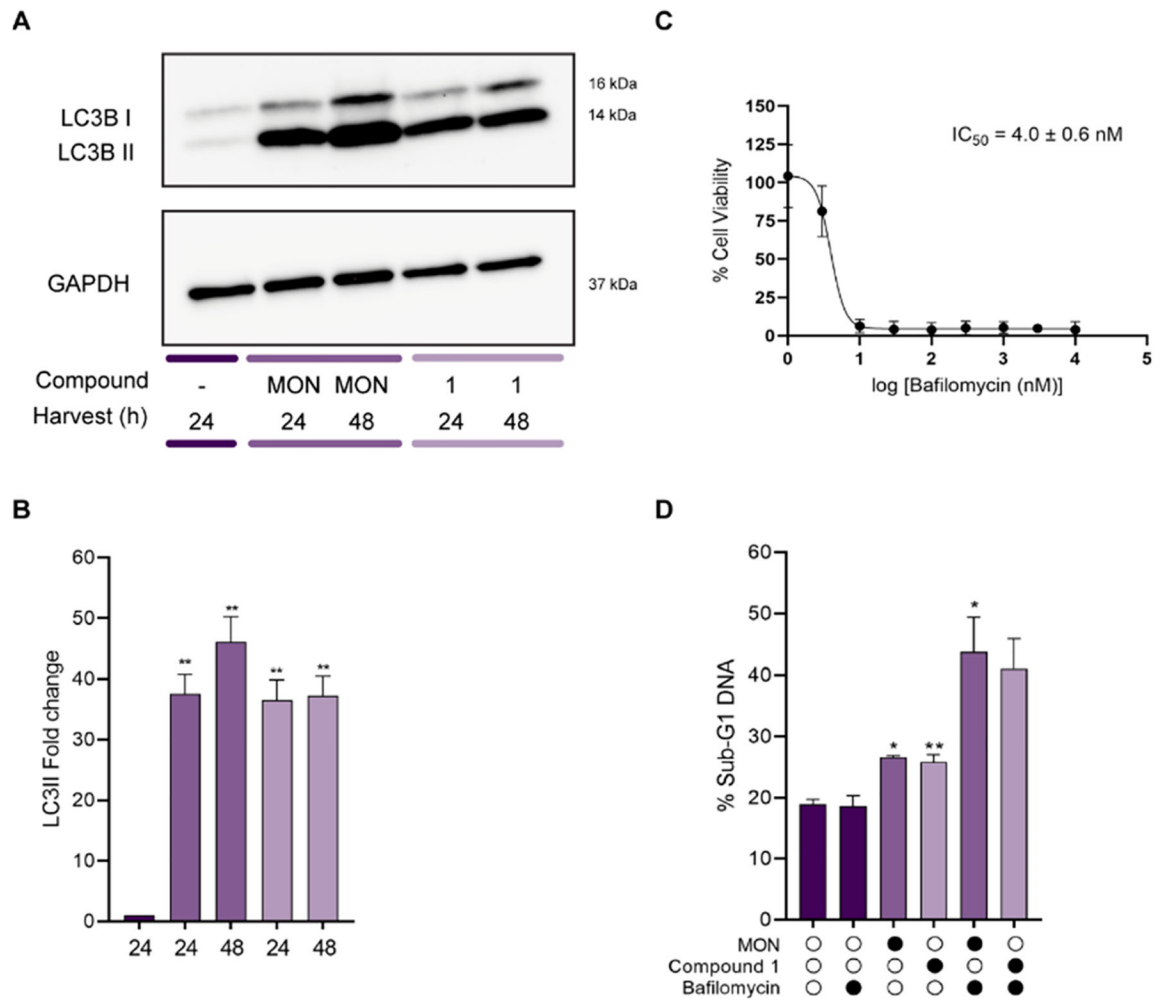 A
LC3B I
LC3B II
16 kDa
14 kDa
GAPDH
37 kDa
Compound - MON MON 1 1
Harvest (h) 24 24 48 24 48
C
IC50 = 4.0 ± 0.6 nM
% Cell Viability
150
125
100
75
50
25
0
0 1 2 3 4 5
log [Bafilomycin (nM)]
B
LC3II Fold change
60
50
40
30
20
10
0
** ** ** **
24 24 48 24 48
D
% Sub-G1 DNA
60
50
40
30
20
10
0
* ** *
MON
Compound 1
Bafilomycin